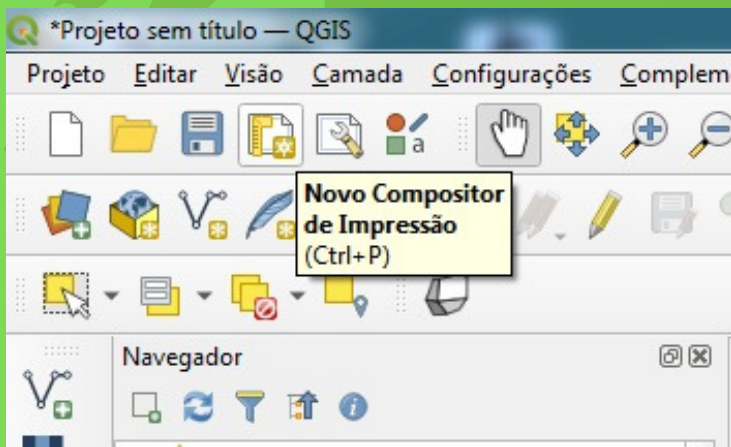 *Projeto sem título — QGIS
Projeto Editar Visão Camada Configurações Complem
a
Novo Compositor
de Impressão
(Ctrl+P)
Navegador